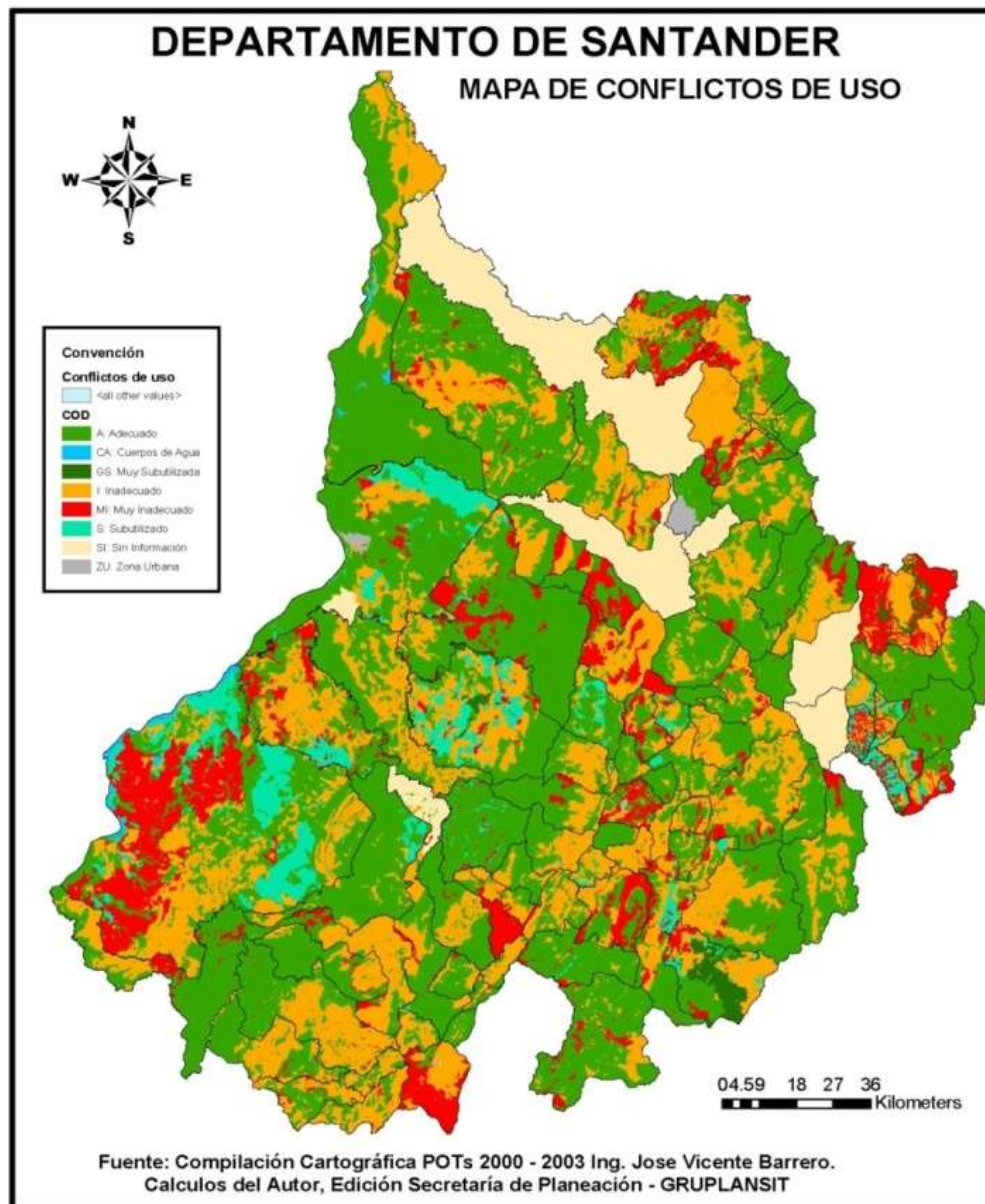 DEPARTAMENTO DE SANTANDER
MAPA DE CONFLICTOS DE USO
N
W E
S
Convención
Conflictos de uso
<all other values>
COD
A: Adecuado
CA: Cuerpos de Agua
GS: Muy Subutilizada
I: Inadecuado
MI: Muy Inadecuado
S: Subutilizado
SI: Sin Información
ZU: Zona Urbana
04.59 18 27 36
Kilometers
Fuente: Compilación Cartográfica POTs 2000 - 2003 Ing. Jose Vicente Barrero.
Calculos del Autor, Edición Secretaría de Planeación - GRUPLANSIT